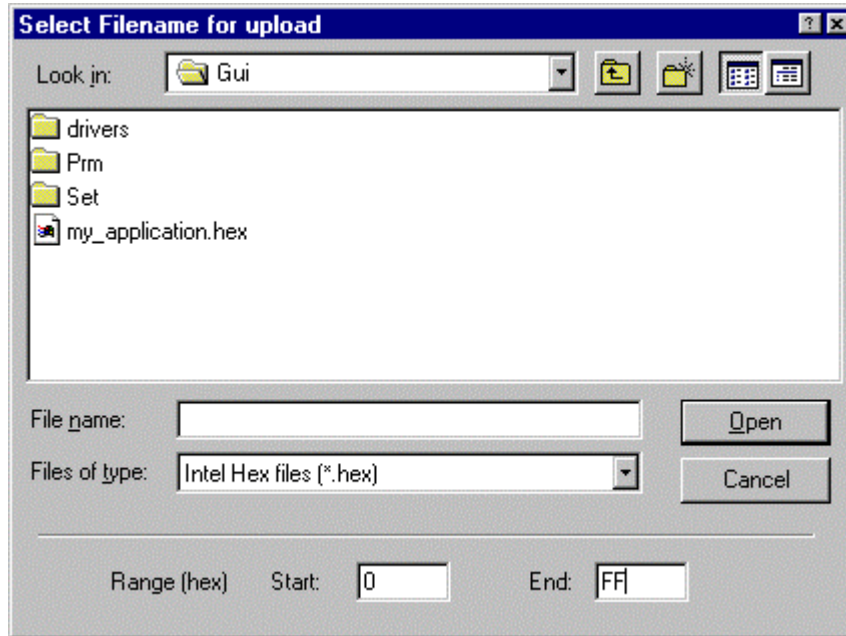 Select Filename for upload
Look in: Gui
drivers
Prm
Set
my_application.hex
File name: Open
Files of type: Intel Hex files (*.hex) Cancel
Range (hex) Start: 0 End: FF